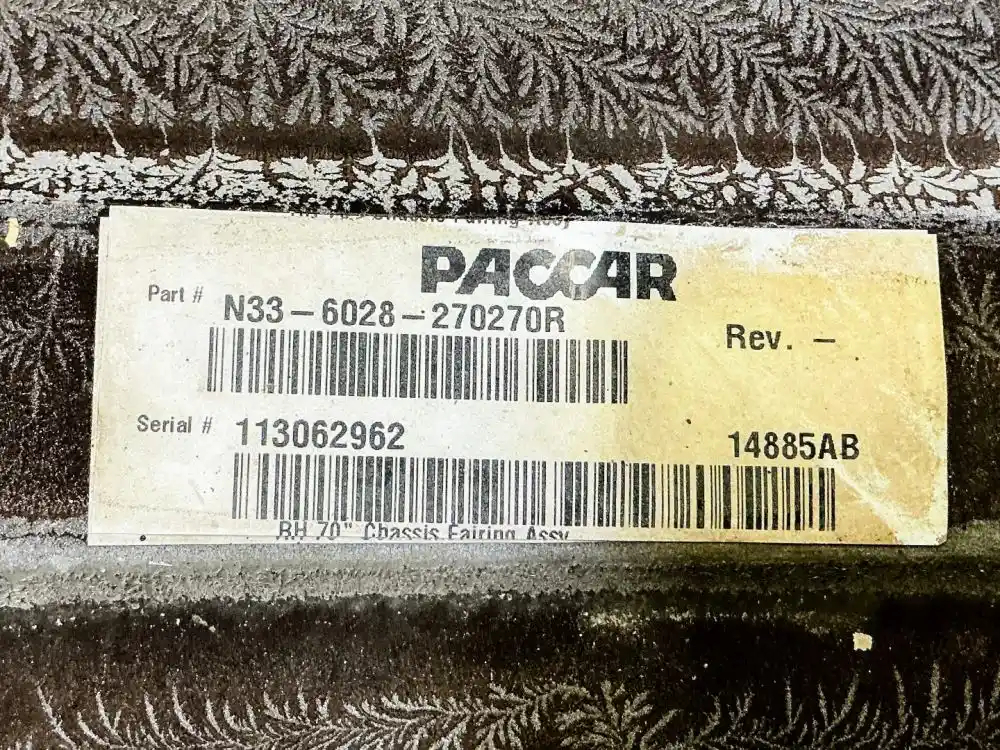 PACCAR
Part # N33-6028-270270R
Rev. -
Serial # 113062962 14885AB
RH 70" Chassis Fairing Assy